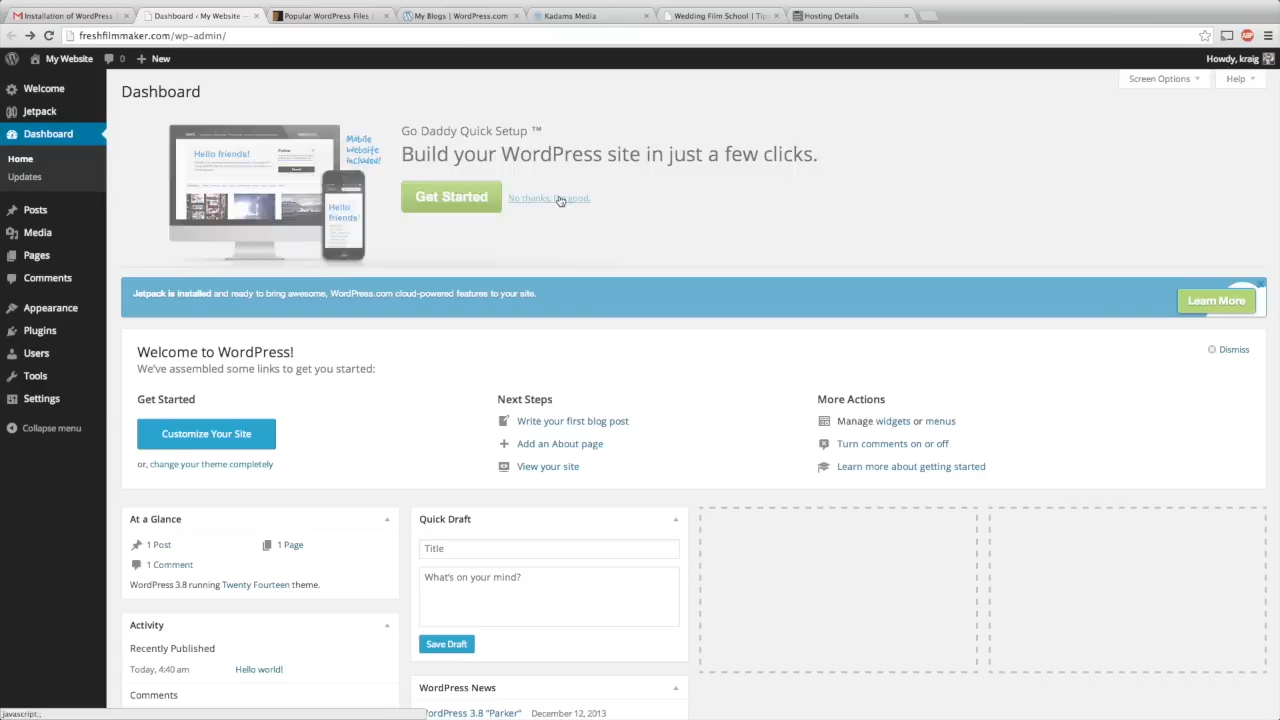 Installation of WordPress
Dashboard ‹ My Website —
Popular WordPress Files
My Blogs | WordPress.com
Kadams Media
Wedding Film School | Tip
Hosting Details
freshfilmmaker.com/wp-admin/
My Website
0
New
Howdy, kraig
Welcome
Jetpack
Dashboard
Home
Updates
Posts
Media
Pages
Comments
Appearance
Plugins
Users
Tools
Settings
Collapse menu
Dashboard
Screen Options
Help
Hello friends!
Follow
Mobile
Website
included!
Hello
friends!
Go Daddy Quick Setup ™
Build your WordPress site in just a few clicks.
Get Started
No thanks, good.
Jetpack is installed and ready to bring awesome, WordPress.com cloud-powered features to your site.
Learn More
Welcome to WordPress!
We've assembled some links to get you started:
Dismiss
Get Started
Customize Your Site
or, change your theme completely
Next Steps
Write your first blog post
Add an About page
View your site
More Actions
Manage widgets or menus
Turn comments on or off
Learn more about getting started
At a Glance
1 Post
1 Page
1 Comment
WordPress 3.8 running Twenty Fourteen theme.
Activity
Recently Published
Today, 4:40 am
Hello world!
Comments
Quick Draft
Title
What's on your mind?
Save Draft
WordPress News
WordPress 3.8 "Parker"
December 12, 2013
javascript:,